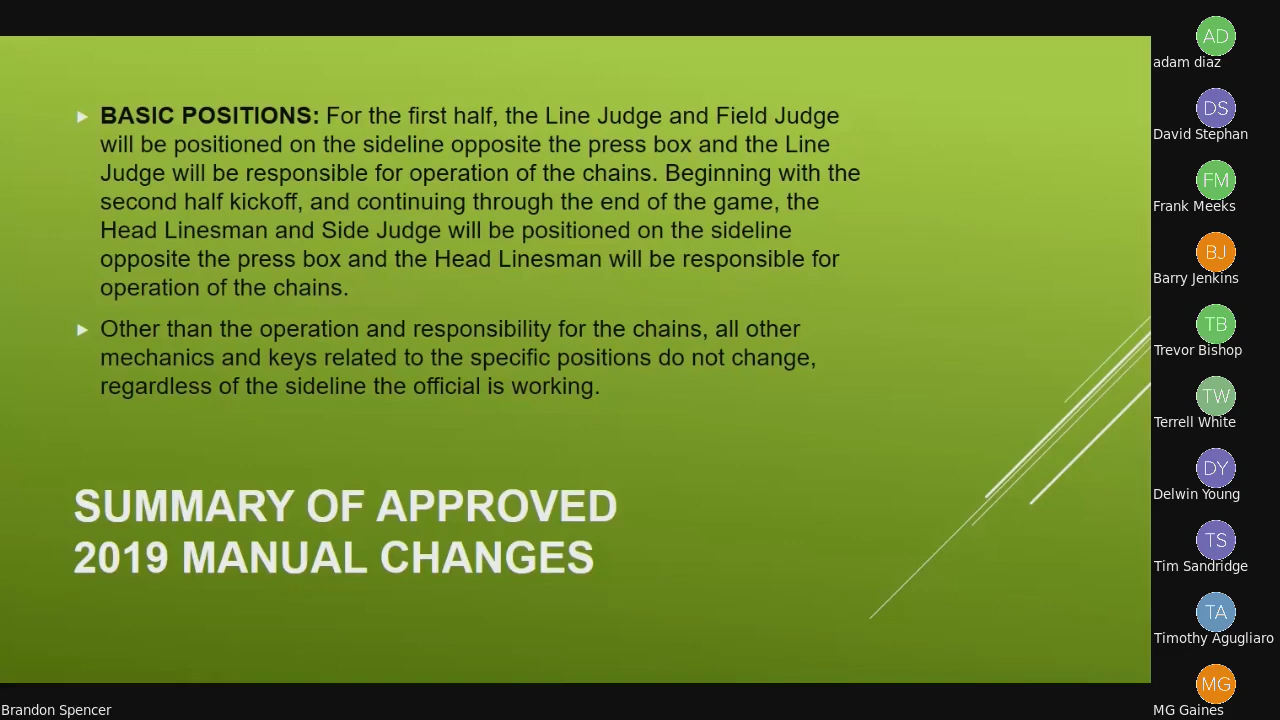 BASIC POSITIONS: For the first half, the Line Judge and Field Judge
will be positioned on the sideline opposite the press box and the Line
Judge will be responsible for operation of the chains. Beginning with the
second half kickoff, and continuing through the end of the game, the
Head Linesman and Side Judge will be positioned on the sideline
opposite the press box and the Head Linesman will be responsible for
operation of the chains.
Other than the operation and responsibility for the chains, all other
mechanics and keys related to the specific positions do not change,
regardless of the sideline the official is working.
SUMMARY OF APPROVED
2019 MANUAL CHANGES
Brandon Spencer
AD
adam diaz
DS
David Stephan
FM
Frank Meeks
BJ
Barry Jenkins
TB
Trevor Bishop
TW
Terrell White
DY
Delwin Young
TS
Tim Sandridge
TA
Timothy Agugliaro
MG
MG Gaines